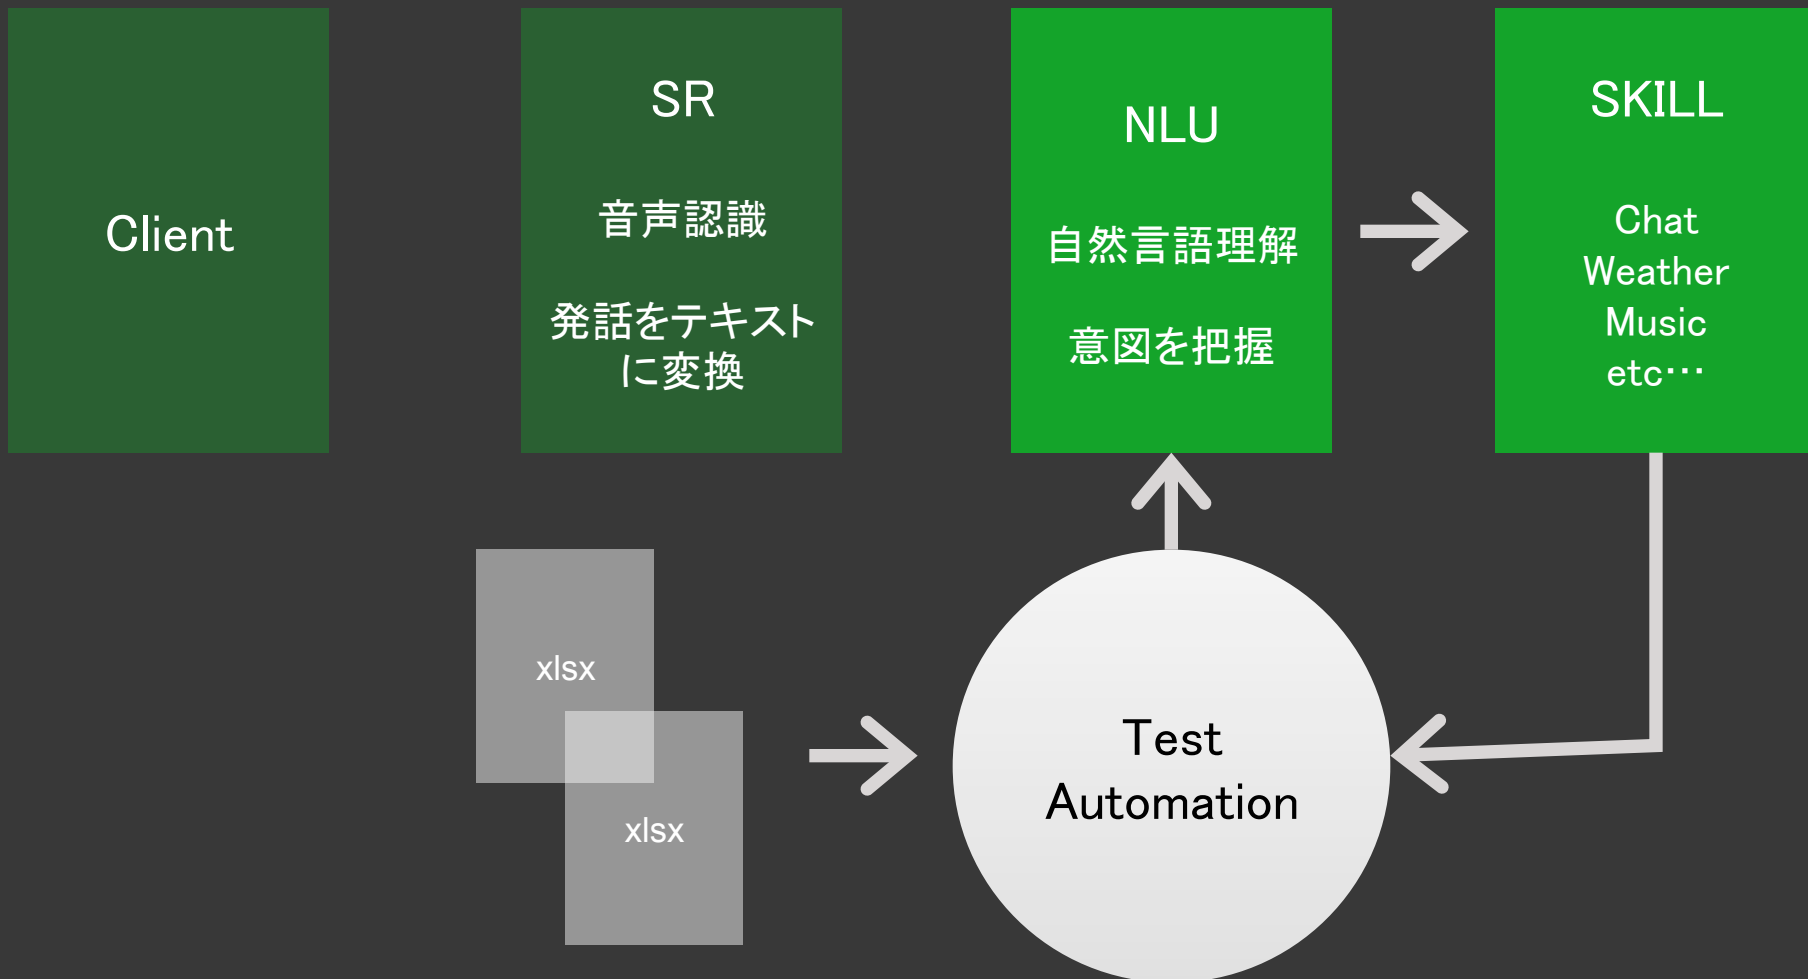 Client
SR
音声認識
発話をテキスト
に変換
NLU
自然言語理解
意図を把握
SKILL
Chat
Weather
Music
etc…
xlsx
xlsx
Test
Automation